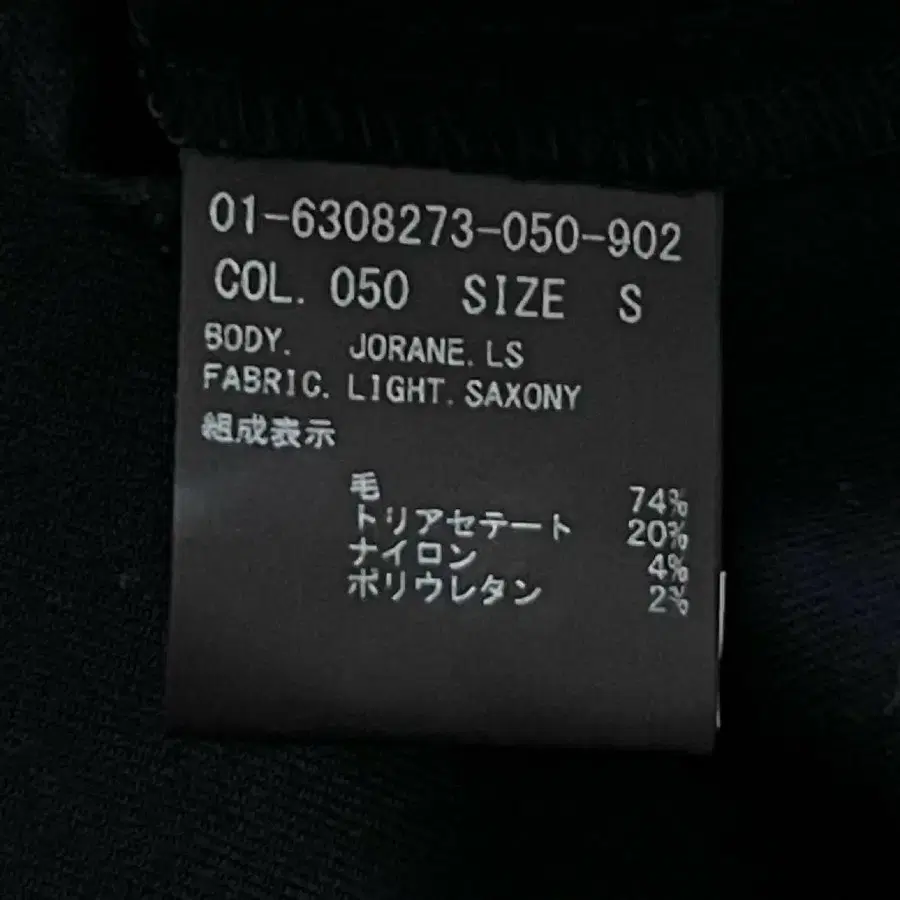 01-6308273-050-902
COL. 050 SIZE S
BODY. JORANE.LS
FABRIC. LIGHT.SAXONY
組成表示
毛 74%
トリアセテート 20%
ナイロン 4%
ポリウレタン 2%